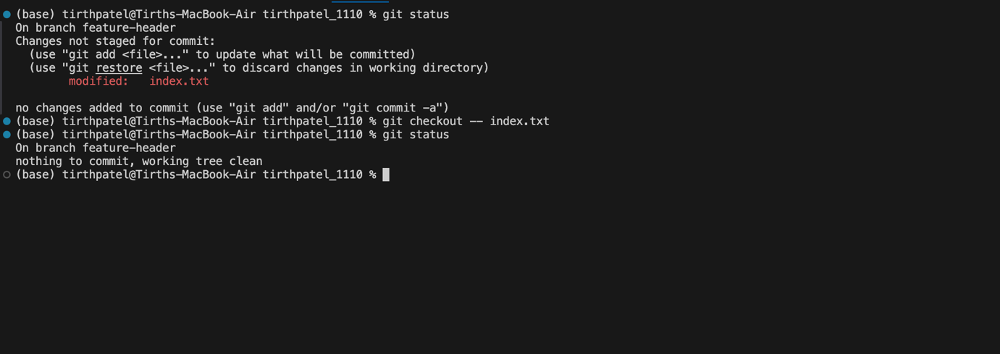 (base) tirthpatel@Tirths-MacBook-Air tirthpatel_1110 % git status
On branch feature-header
Changes not staged for commit:
  (use "git add <file>..." to update what will be committed)
  (use "git restore <file>..." to discard changes in working directory)
        modified:   index.txt

no changes added to commit (use "git add" and/or "git commit -a")
(base) tirthpatel@Tirths-MacBook-Air tirthpatel_1110 % git checkout -- index.txt
(base) tirthpatel@Tirths-MacBook-Air tirthpatel_1110 % git status
On branch feature-header
nothing to commit, working tree clean
(base) tirthpatel@Tirths-MacBook-Air tirthpatel_1110 %